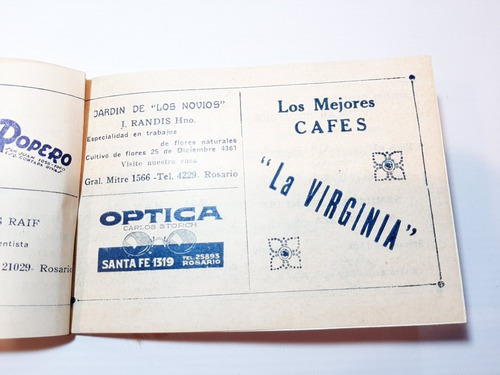 ROPERO
S RAIF
entista
21029 - Rosario
JARDIN DE "LOS NOVIOS"
J. RANDIS Hno.
Especialidad en trabajos
de flores naturales
Cultivo de flores 25 de Diciembre 4361
Visite nuestra casa
Gral. Mitre 1566 - Tel. 4229. Rosario
OPTICA
CARLOS STORCH
SANTA FE 1319
TEL. 25893
ROSARIO
Los Mejores
CAFES
"La VIRGINIA"